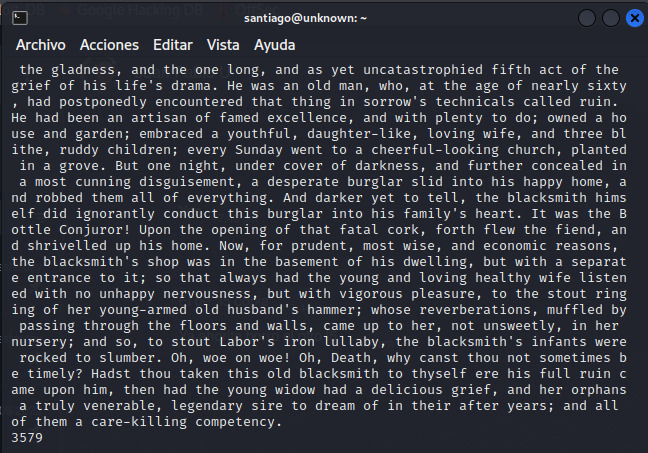 santiago@unknown: ~
Archivo Acciones Editar Vista Ayuda
the gladness, and the one long, and as yet uncatastrophied fifth act of the
grief of his life's drama. He was an old man, who, at the age of nearly sixty
, had postponedly encountered that thing in sorrow's technicals called ruin.
He had been an artisan of famed excellence, and with plenty to do; owned a ho
use and garden; embraced a youthful, daughter-like, loving wife, and three bl
ithe, ruddy children; every Sunday went to a cheerful-looking church, planted
in a grove. But one night, under cover of darkness, and further concealed in
a most cunning disguisement, a desperate burglar slid into his happy home, a
nd robbed them all of everything. And darker yet to tell, the blacksmith hims
elf did ignorantly conduct this burglar into his family's heart. It was the B
ottle Conjuror! Upon the opening of that fatal cork, forth flew the fiend, an
d shrivelled up his home. Now, for prudent, most wise, and economic reasons,
the blacksmith's shop was in the basement of his dwelling, but with a separat
e entrance to it; so that always had the young and loving healthy wife listen
ed with no unhappy nervousness, but with vigorous pleasure, to the stout ring
ing of her young-armed old husband's hammer; whose reverberations, muffled by
passing through the floors and walls, came up to her, not unsweetly, in her
nursery; and so, to stout Labor's iron lullaby, the blacksmith's infants were
rocked to slumber. Oh, woe on woe! Oh, Death, why canst thou not sometimes b
e timely? Hadst thou taken this old blacksmith to thyself ere his full ruin c
ame upon him, then had the young widow had a delicious grief, and her orphans
a truly venerable, legendary sire to dream of in their after years; and all
of them a care-killing competency.
3579